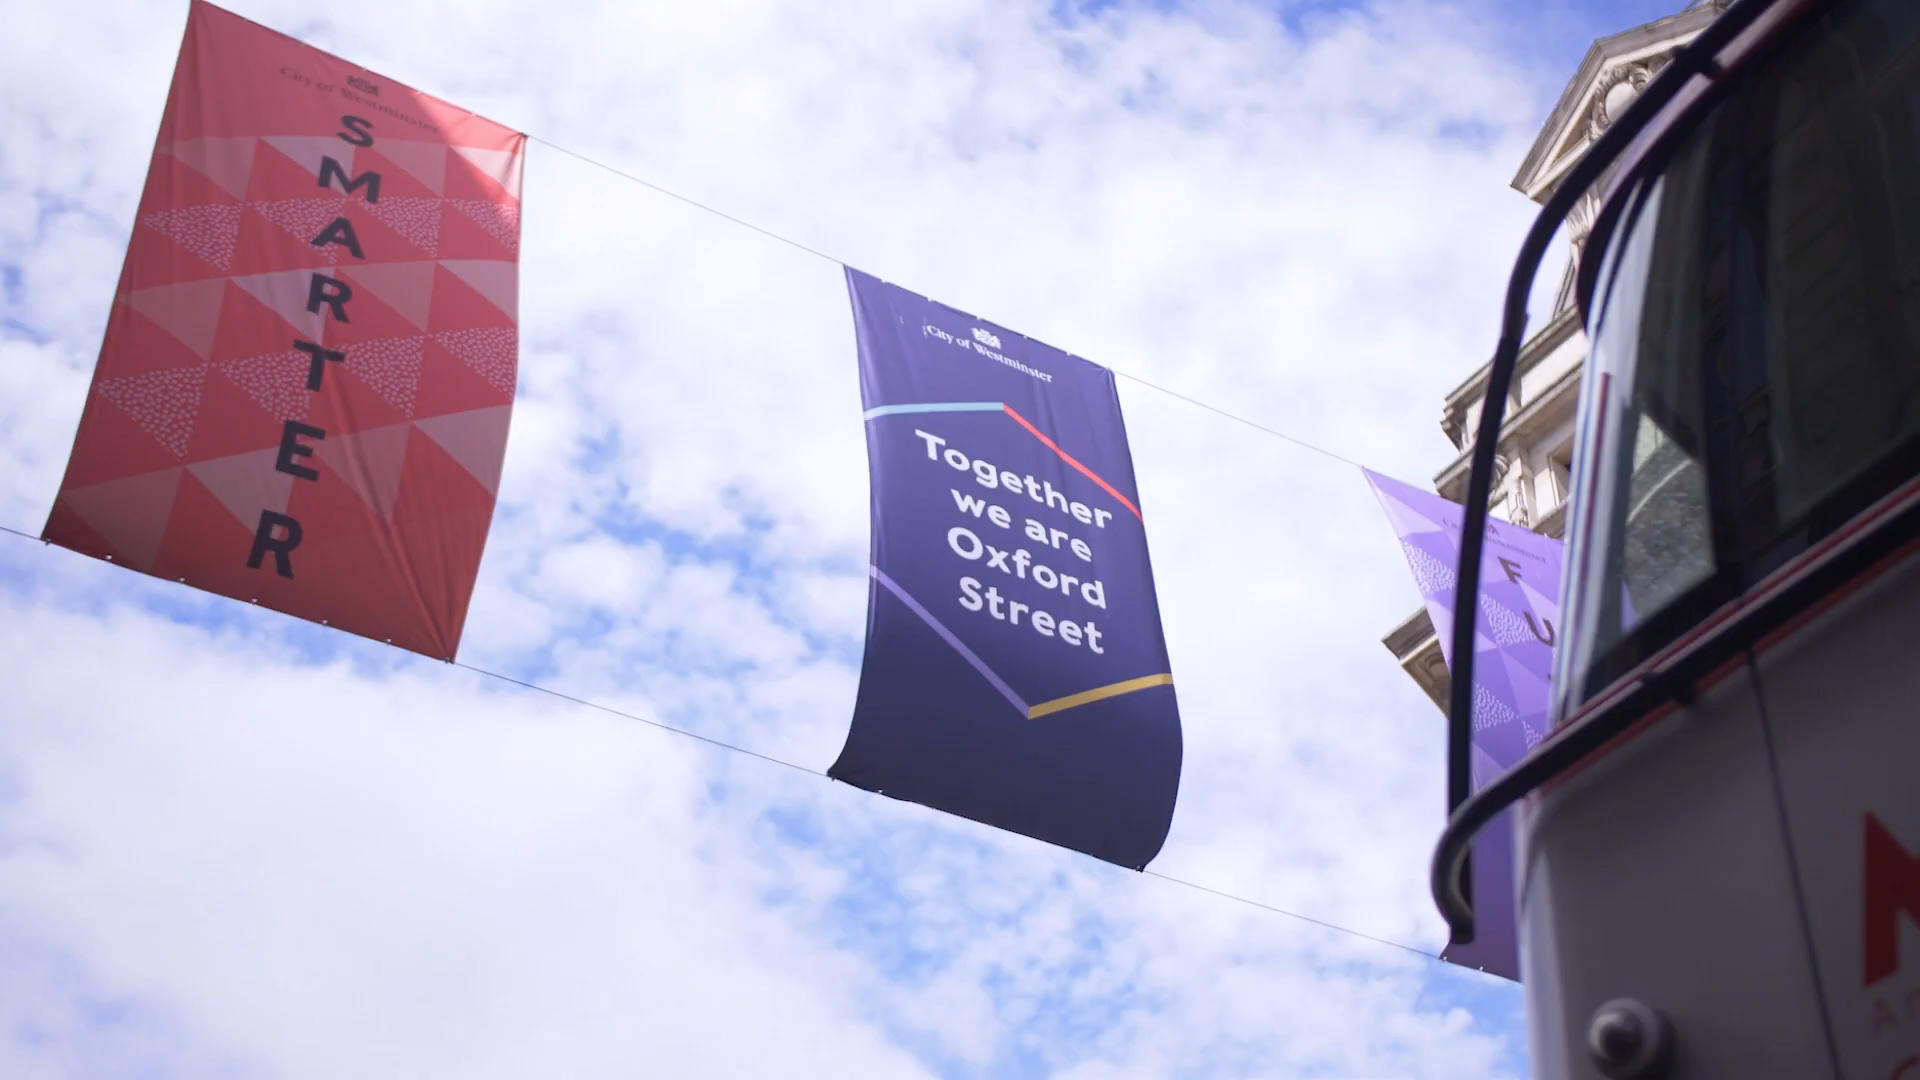 City of Westminster
SMARTER
City of Westminster
Together
we are
Oxford
Street
F
U